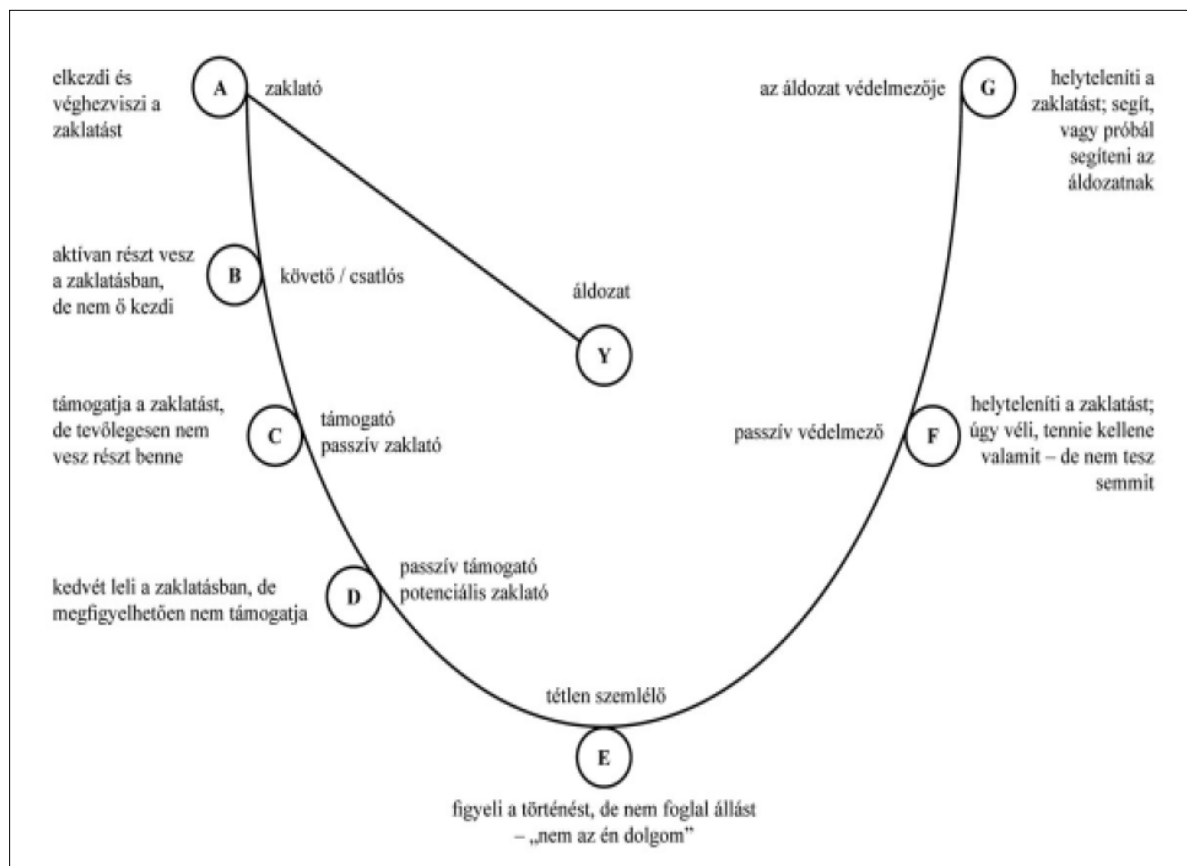 elkezdi és
véghezviszi a
zaklatást
A
zaklató
az áldozat védelmezője
G
helyteleníti a
zaklatást; segít,
vagy próbál
segíteni az
áldozatnak
aktívan részt vesz
a zaklatásban,
de nem ő kezdi
B
követő / csatlós
áldozat
Y
támogatja a zaklatást,
de tevőlegesen nem
vesz részt benne
C
támogató
passzív zaklató
passzív védelmező
F
helyteleníti a zaklatást;
úgy véli, tennie kellene
valamit – de nem tesz
semmit
kedvét leli a zaklatásban, de
megfigyelhetően nem támogatja
D
passzív támogató
potenciális zaklató
tétlen szemlélő
E
figyeli a történést, de nem foglal állást
– „nem az én dolgom”